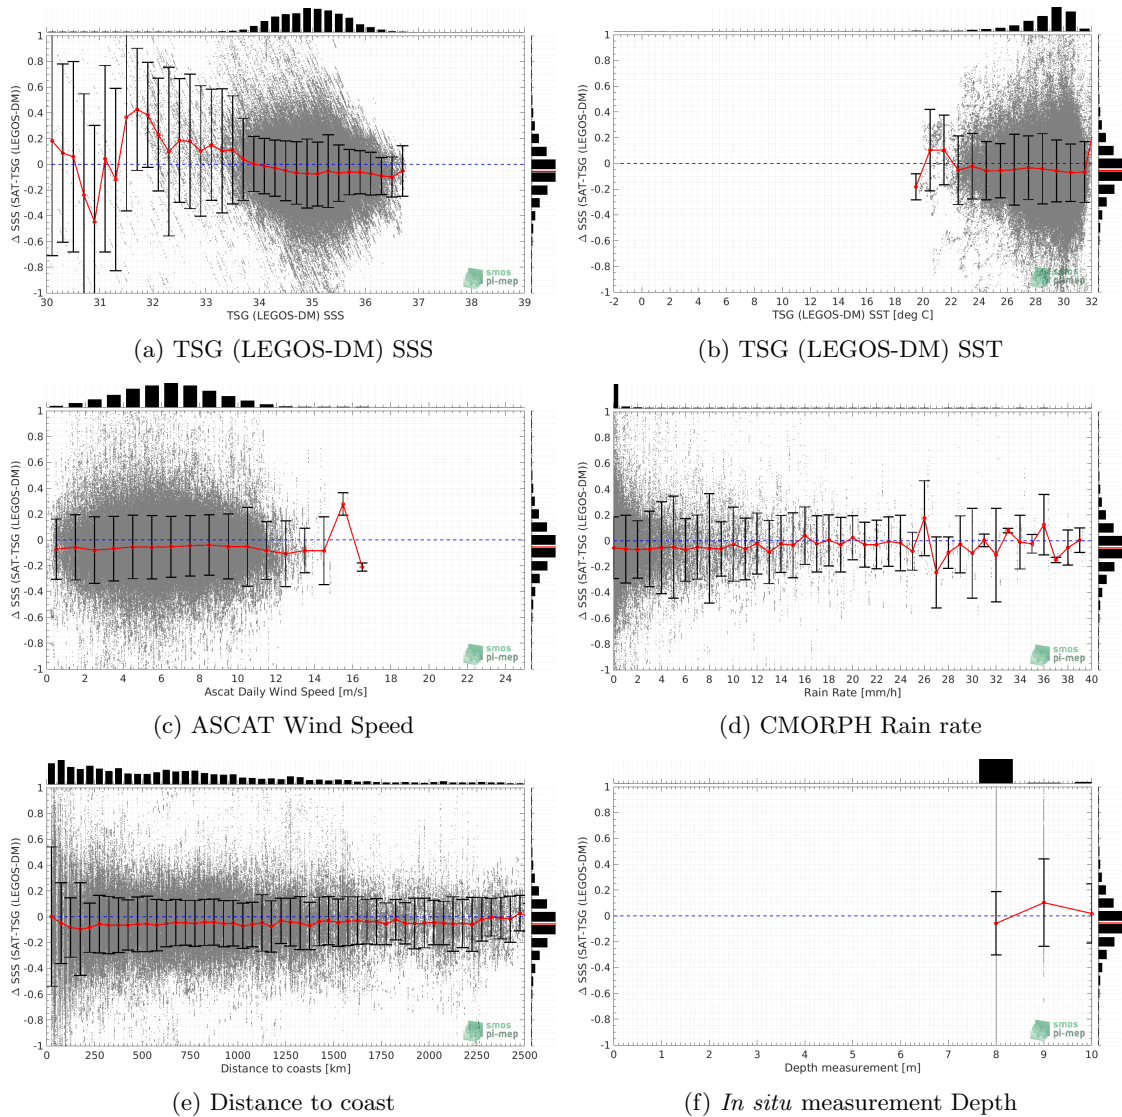 1
0.8
0.6
0.4
0.2
0
-0.2
-0.4
-0.6
-0.8
-1
Δ SSS (SAT-TSG (LEGOS-DM))
30 31 32 33 34 35 36 37 38 39
TSG (LEGOS-DM) SSS
smos
pi-mep
(a) TSG (LEGOS-DM) SSS
1
0.8
0.6
0.4
0.2
0
-0.2
-0.4
-0.6
-0.8
-1
Δ SSS (SAT-TSG (LEGOS-DM))
-2 0 2 4 6 8 10 12 14 16 18 20 22 24 26 28 30 32
TSG (LEGOS-DM) SST [deg C]
smos
pi-mep
(b) TSG (LEGOS-DM) SST
1
0.8
0.6
0.4
0.2
0
-0.2
-0.4
-0.6
-0.8
-1
Δ SSS (SAT-TSG (LEGOS-DM))
0 2 4 6 8 10 12 14 16 18 20 22 24
Ascat Daily Wind Speed [m/s]
smos
pi-mep
(c) ASCAT Wind Speed
1
0.8
0.6
0.4
0.2
0
-0.2
-0.4
-0.6
-0.8
-1
Δ SSS (SAT-TSG (LEGOS-DM))
0 2 4 6 8 10 12 14 16 18 20 22 24 26 28 30 32 34 36 38 40
Rain Rate [mm/h]
smos
pi-mep
(d) CMORPH Rain rate
1
0.8
0.6
0.4
0.2
0
-0.2
-0.4
-0.6
-0.8
-1
Δ SSS (SAT-TSG (LEGOS-DM))
0 250 500 750 1000 1250 1500 1750 2000 2250 2500
Distance to coasts [km]
smos
pi-mep
(e) Distance to coast
1
0.8
0.6
0.4
0.2
0
-0.2
-0.4
-0.6
-0.8
-1
Δ SSS (SAT-TSG (LEGOS-DM))
0 1 2 3 4 5 6 7 8 9 10
Depth measurement [m]
smos
pi-mep
(f) In situ measurement Depth